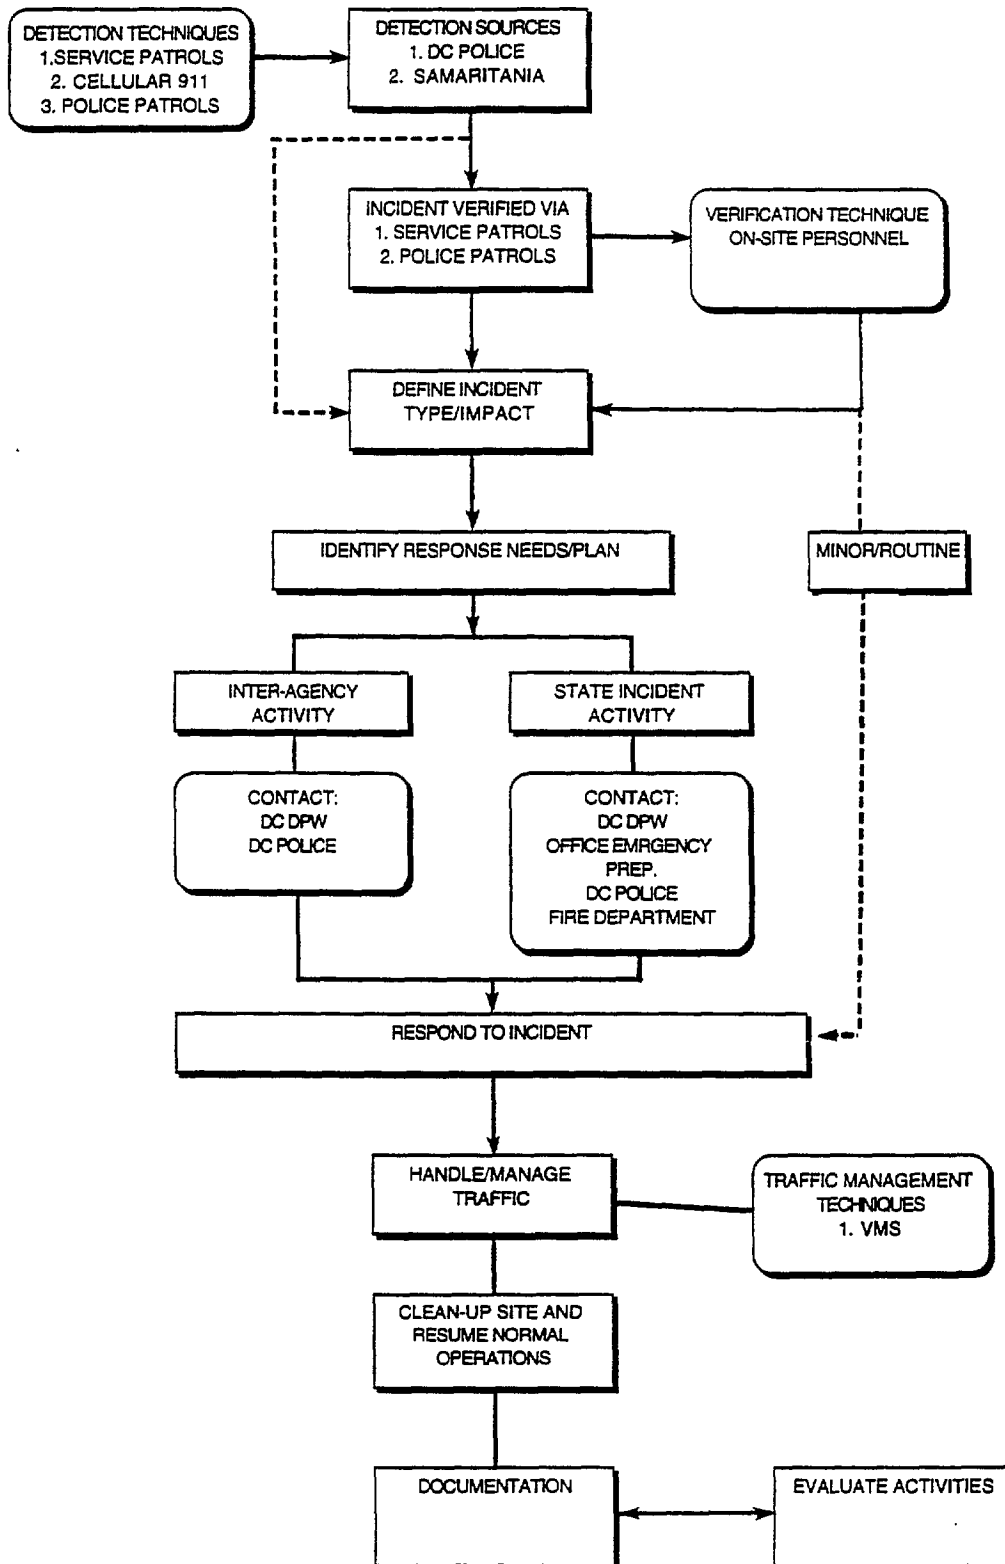 DETECTION TECHNIQUES
1.SERVICE PATROLS
2. CELLULAR 911
3. POLICE PATROLS
DETECTION SOURCES
1. DC POLICE
2. SAMARITANIA
INCIDENT VERIFIED VIA
1. SERVICE PATROLS
2. POLICE PATROLS
VERIFICATION TECHNIQUE
ON-SITE PERSONNEL
DEFINE INCIDENT
TYPE/IMPACT
IDENTIFY RESPONSE NEEDS/PLAN
MINOR/ROUTINE
INTER-AGENCY
ACTIVITY
STATE INCIDENT
ACTIVITY
CONTACT:
DC DPW
DC POLICE
CONTACT:
DC DPW
OFFICE EMRGENCY
PREP.
DC POLICE
FIRE DEPARTMENT
RESPOND TO INCIDENT
HANDLE/MANAGE
TRAFFIC
TRAFFIC MANAGEMENT
TECHNIQUES
1. VMS
CLEAN-UP SITE AND
RESUME NORMAL
OPERATIONS
DOCUMENTATION
EVALUATE ACTIVITIES